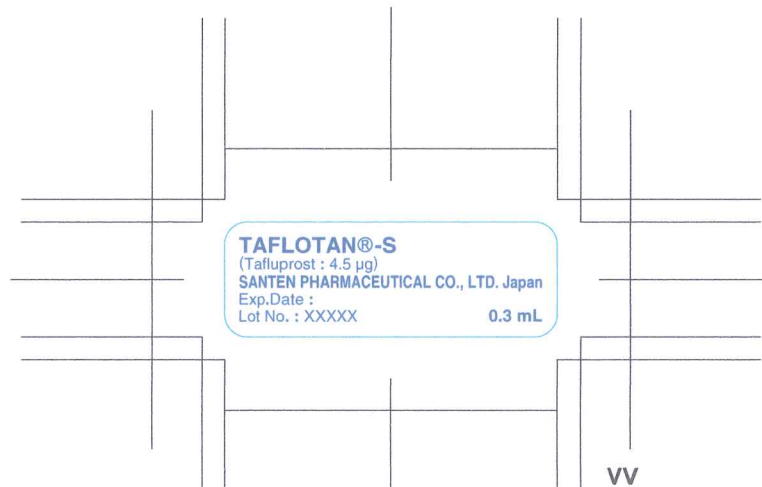 TAFLOTAN®-S
(Tafluprost : 4.5 µg)
SANTEN PHARMACEUTICAL CO., LTD. Japan
Exp.Date :
Lot No. : XXXXX 0.3 mL
VV